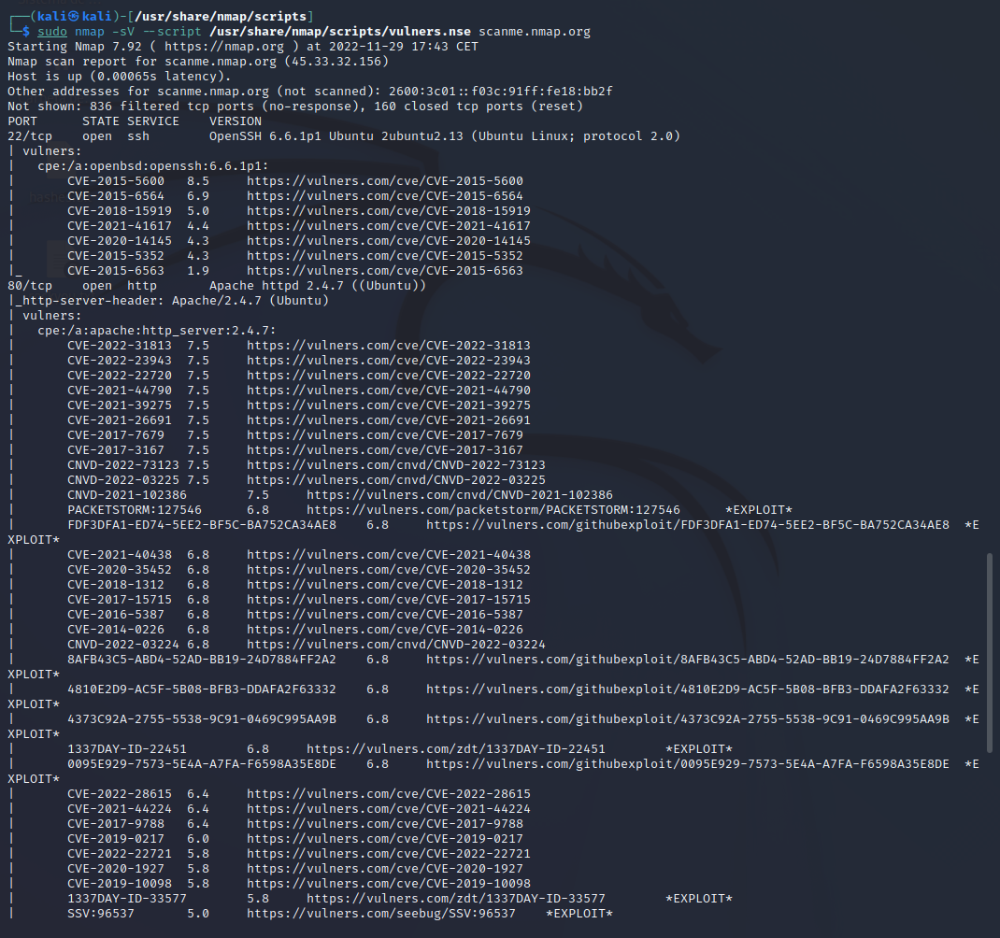 ┌──(kali㉿kali)-[/usr/share/nmap/scripts]
└─$ sudo nmap -sV --script /usr/share/nmap/scripts/vulners.nse scanme.nmap.org
Starting Nmap 7.92 ( https://nmap.org ) at 2022-11-29 17:43 CET
Nmap scan report for scanme.nmap.org (45.33.32.156)
Host is up (0.00065s latency).
Other addresses for scanme.nmap.org (not scanned): 2600:3c01::f03c:91ff:fe18:bb2f
Not shown: 836 filtered tcp ports (no-response), 160 closed tcp ports (reset)
PORT      STATE SERVICE    VERSION
22/tcp    open  ssh        OpenSSH 6.6.1p1 Ubuntu 2ubuntu2.13 (Ubuntu Linux; protocol 2.0)
| vulners:
|   cpe:/a:openbsd:openssh:6.6.1p1:
|       CVE-2015-5600   8.5     https://vulners.com/cve/CVE-2015-5600
|       CVE-2015-6564   6.9     https://vulners.com/cve/CVE-2015-6564
|       CVE-2018-15919  5.0     https://vulners.com/cve/CVE-2018-15919
|       CVE-2021-41617  4.4     https://vulners.com/cve/CVE-2021-41617
|       CVE-2020-14145  4.3     https://vulners.com/cve/CVE-2020-14145
|       CVE-2015-5352   4.3     https://vulners.com/cve/CVE-2015-5352
|_      CVE-2015-6563   1.9     https://vulners.com/cve/CVE-2015-6563
80/tcp    open  http       Apache httpd 2.4.7 ((Ubuntu))
|_http-server-header: Apache/2.4.7 (Ubuntu)
| vulners:
|   cpe:/a:apache:http_server:2.4.7:
|       CVE-2022-31813  7.5     https://vulners.com/cve/CVE-2022-31813
|       CVE-2022-23943  7.5     https://vulners.com/cve/CVE-2022-23943
|       CVE-2022-22720  7.5     https://vulners.com/cve/CVE-2022-22720
|       CVE-2021-44790  7.5     https://vulners.com/cve/CVE-2021-44790
|       CVE-2021-39275  7.5     https://vulners.com/cve/CVE-2021-39275
|       CVE-2021-26691  7.5     https://vulners.com/cve/CVE-2021-26691
|       CVE-2017-7679   7.5     https://vulners.com/cve/CVE-2017-7679
|       CVE-2017-3167   7.5     https://vulners.com/cve/CVE-2017-3167
|       CNVD-2022-73123 7.5     https://vulners.com/cnvd/CNVD-2022-73123
|       CNVD-2022-03225 7.5     https://vulners.com/cnvd/CNVD-2022-03225
|       CNVD-2021-102386        7.5     https://vulners.com/cnvd/CNVD-2021-102386
|       PACKETSTORM:127546      6.8     https://vulners.com/packetstorm/PACKETSTORM:127546      *EXPLOIT*
|       FDF3DFA1-ED74-5EE2-BF5C-BA752CA34AE8    6.8     https://vulners.com/githubexploit/FDF3DFA1-ED74-5EE2-BF5C-BA752CA34AE8  *E
XPLOIT*
|       CVE-2021-40438  6.8     https://vulners.com/cve/CVE-2021-40438
|       CVE-2020-35452  6.8     https://vulners.com/cve/CVE-2020-35452
|       CVE-2018-1312   6.8     https://vulners.com/cve/CVE-2018-1312
|       CVE-2017-15715  6.8     https://vulners.com/cve/CVE-2017-15715
|       CVE-2016-5387   6.8     https://vulners.com/cve/CVE-2016-5387
|       CVE-2014-0226   6.8     https://vulners.com/cve/CVE-2014-0226
|       CNVD-2022-03224 6.8     https://vulners.com/cnvd/CNVD-2022-03224
|       8AFB43C5-ABD4-52AD-BB19-24D7884FF2A2    6.8     https://vulners.com/githubexploit/8AFB43C5-ABD4-52AD-BB19-24D7884FF2A2  *E
XPLOIT*
|       4810E2D9-AC5F-5B08-BFB3-DDAFA2F63332    6.8     https://vulners.com/githubexploit/4810E2D9-AC5F-5B08-BFB3-DDAFA2F63332  *E
XPLOIT*
|       4373C92A-2755-5538-9C91-0469C995AA9B    6.8     https://vulners.com/githubexploit/4373C92A-2755-5538-9C91-0469C995AA9B  *E
XPLOIT*
|       1337DAY-ID-22451        6.8     https://vulners.com/zdt/1337DAY-ID-22451        *EXPLOIT*
|       0095E929-7573-5E4A-A7FA-F6598A35E8DE    6.8     https://vulners.com/githubexploit/0095E929-7573-5E4A-A7FA-F6598A35E8DE  *E
XPLOIT*
|       CVE-2022-28615  6.4     https://vulners.com/cve/CVE-2022-28615
|       CVE-2021-44224  6.4     https://vulners.com/cve/CVE-2021-44224
|       CVE-2017-9788   6.4     https://vulners.com/cve/CVE-2017-9788
|       CVE-2019-0217   6.0     https://vulners.com/cve/CVE-2019-0217
|       CVE-2022-22721  5.8     https://vulners.com/cve/CVE-2022-22721
|       CVE-2020-1927   5.8     https://vulners.com/cve/CVE-2020-1927
|       CVE-2019-10098  5.8     https://vulners.com/cve/CVE-2019-10098
|       1337DAY-ID-33577        5.8     https://vulners.com/zdt/1337DAY-ID-33577        *EXPLOIT*
|       SSV:96537       5.0     https://vulners.com/seebug/SSV:96537    *EXPLOIT*